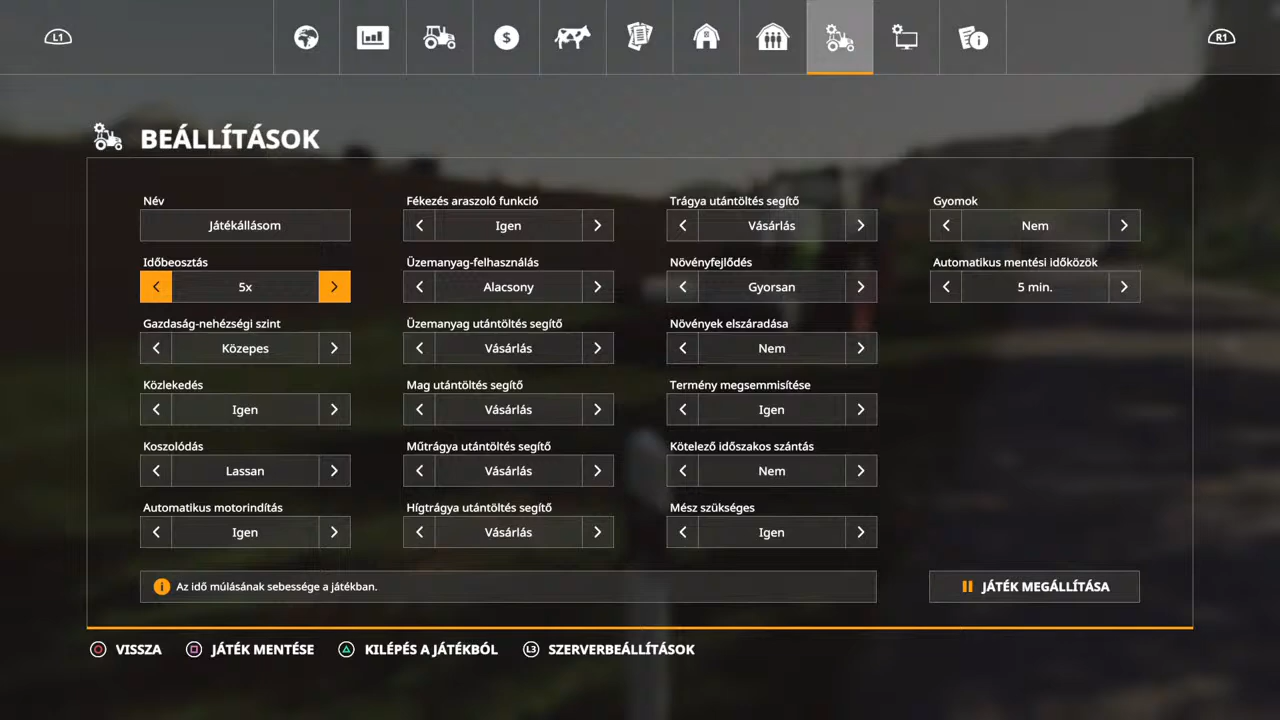 L1
$
R1
BEÁLLÍTÁSOK
Név
Játékállásom
Időbeosztás
5x
Gazdaság-nehézségi szint
Közepes
Közlekedés
Igen
Koszolódás
Lassan
Automatikus motorindítás
Igen
Fékezés araszoló funkció
Igen
Üzemanyag-felhasználás
Alacsony
Üzemanyag utántöltés segítő
Vásárlás
Mag utántöltés segítő
Vásárlás
Műtrágya utántöltés segítő
Vásárlás
Hígtrágya utántöltés segítő
Vásárlás
Trágya utántöltés segítő
Vásárlás
Növényfejlődés
Gyorsan
Növények elszáradása
Nem
Termény megsemmisítése
Igen
Kötelező időszakos szántás
Nem
Mész szükséges
Igen
Gyomok
Nem
Automatikus mentési időközök
5 min.
Az idő múlásának sebessége a játékban.
JÁTÉK MEGÁLLÍTÁSA
VISSZA
JÁTÉK MENTÉSE
KILÉPÉS A JÁTÉKBÓL
L3 SZERVERBEÁLLÍTÁSOK